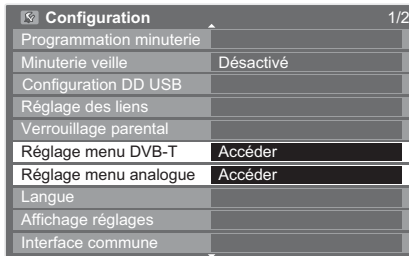 Configuration 1/2
Programmation minuterie
Minuterie veille Désactivé
Configuration DD USB
Réglage des liens
Verrouillage parental
Réglage menu DVB-T Accéder
Réglage menu analogue Accéder
Langue
Affichage réglages
Interface commune